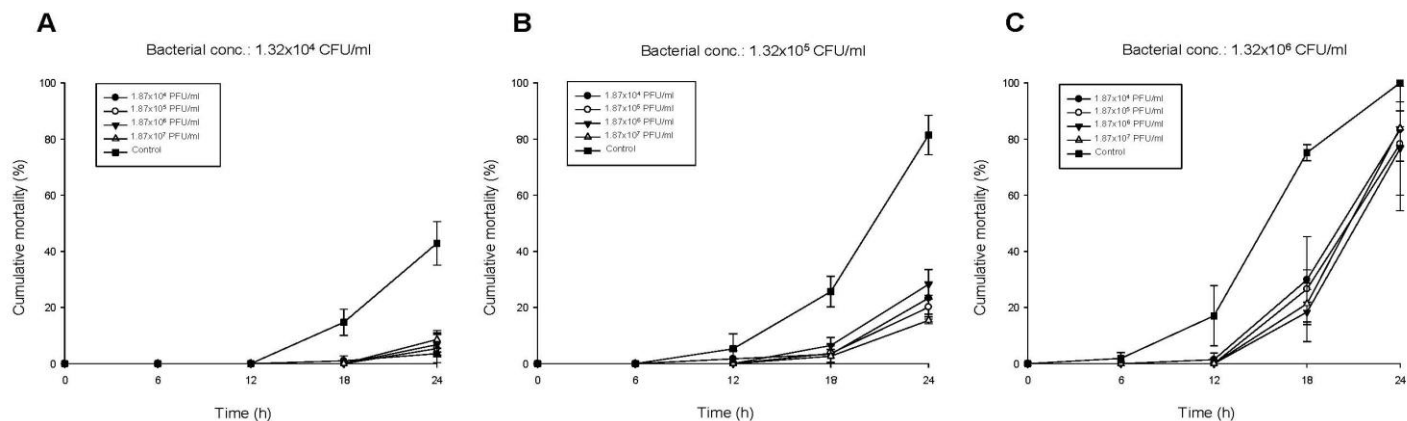 A
Bacterial conc.: 1.32x10⁴ CFU/ml
100
80
60
40
20
0
Cumulative mortality (%)
1.87x10⁴ PFU/ml
1.87x10⁵ PFU/ml
1.87x10⁶ PFU/ml
1.87x10⁷ PFU/ml
Control
0 6 12 18 24
Time (h)
B
Bacterial conc.: 1.32x10⁵ CFU/ml
100
80
60
40
20
0
Cumulative mortality (%)
1.87x10⁴ PFU/ml
1.87x10⁵ PFU/ml
1.87x10⁶ PFU/ml
1.87x10⁷ PFU/ml
Control
0 6 12 18 24
Time (h)
C
Bacterial conc.: 1.32x10⁶ CFU/ml
100
80
60
40
20
0
Cumulative mortality (%)
1.87x10⁴ PFU/ml
1.87x10⁵ PFU/ml
1.87x10⁶ PFU/ml
1.87x10⁷ PFU/ml
Control
0 6 12 18 24
Time (h)